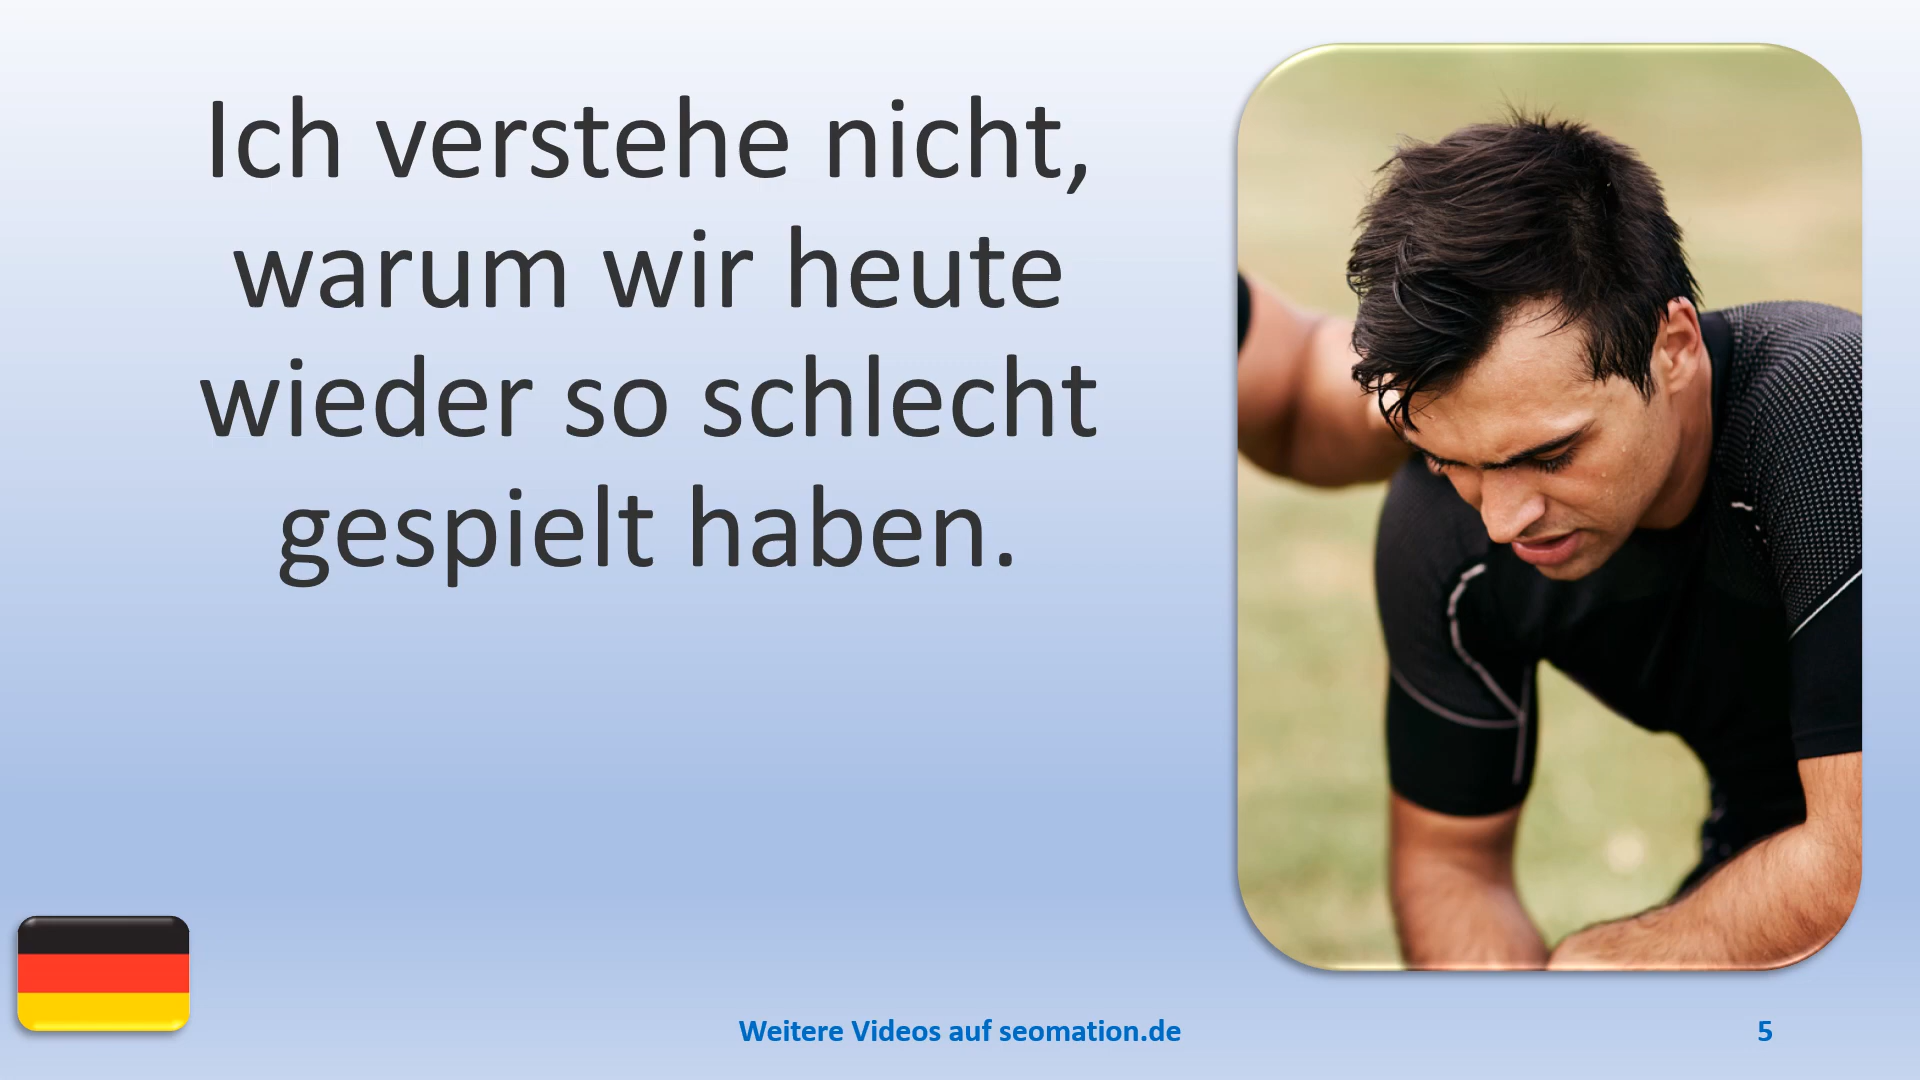 Ich verstehe nicht,
warum wir heute
wieder so schlecht
gespielt haben.
Weitere Videos auf seomation.de
5